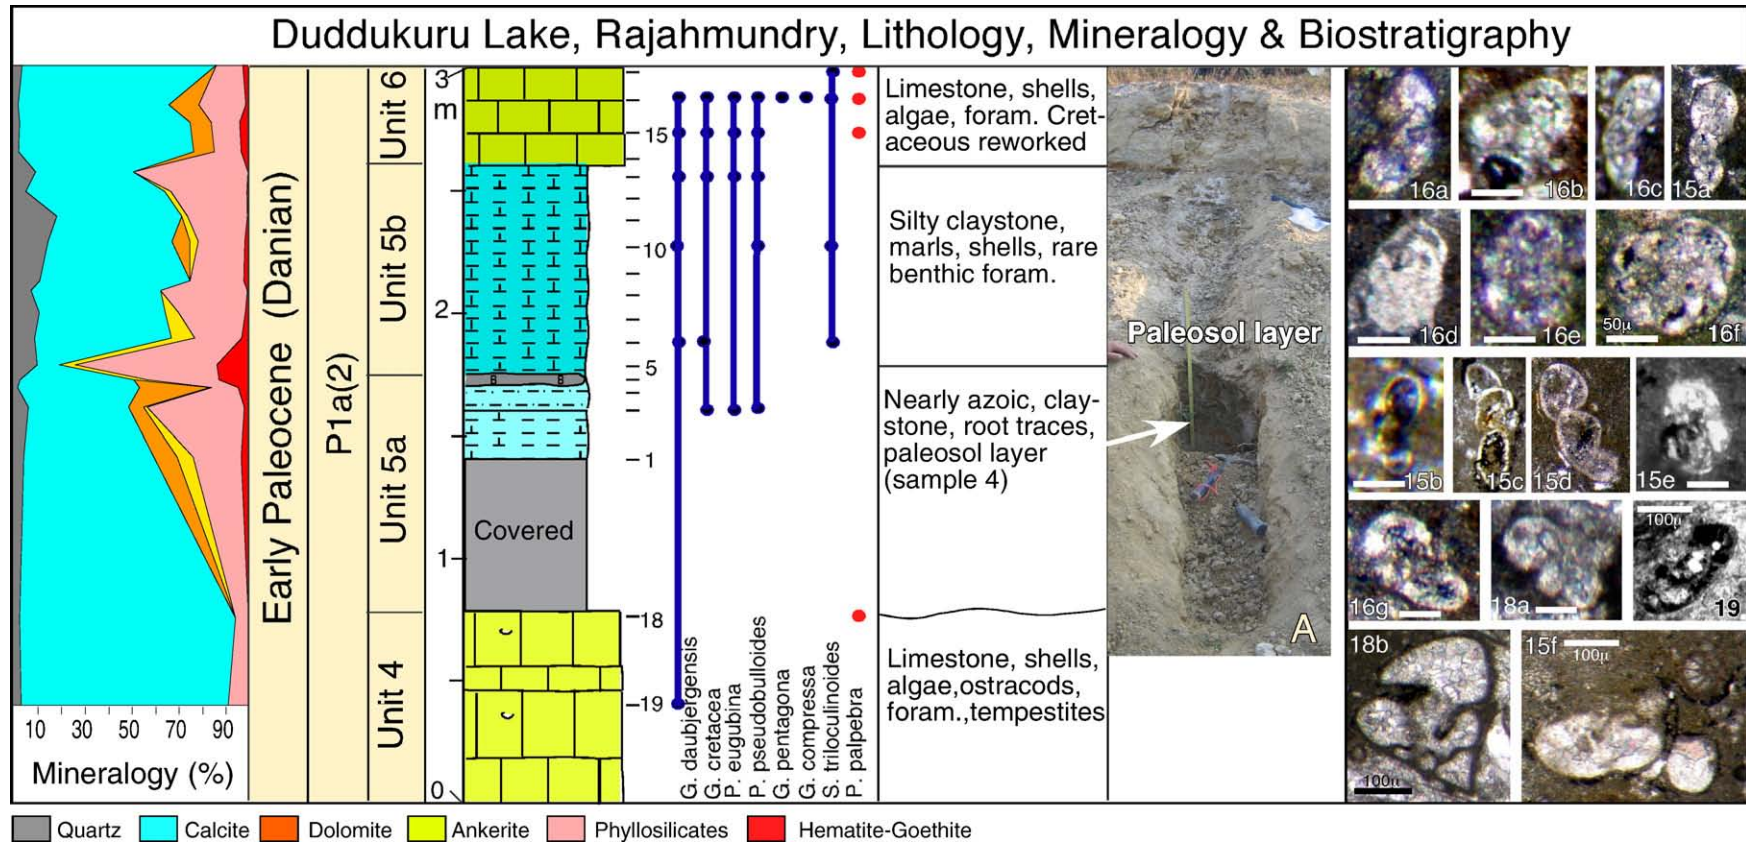 Duddukuru Lake, Rajahmundry, Lithology, Mineralogy & Biostratigraphy
10 30 50 70 90
Mineralogy (%)
Early Paleocene (Danian)
P1a(2)
Unit 6
Unit 5b
Unit 5a
Unit 4
3
m
2
1
0
B B
Covered
15
10
5
1
18
19
G. daubjergensis
G. cretacea
P. eugubina
P. pseudobulloides
G. pentagona
G. compressa
S. triloculinoides
P. palpebra
Limestone, shells,
algae, foram. Cret-
aceous reworked
Silty claystone,
marls, shells, rare
benthic foram.
Nearly azoic, clay-
stone, root traces,
paleosol layer
(sample 4)
Limestone, shells,
algae,ostracods,
foram.,tempestites
Paleosol layer
A
16a
16b
16c
15a
16d
16e
50µ
16f
15b
15c
15d
15e
16g
18a
100µ
19
18b
100µ
15f
100µ
Quartz
Calcite
Dolomite
Ankerite
Phyllosilicates
Hematite-Goethite